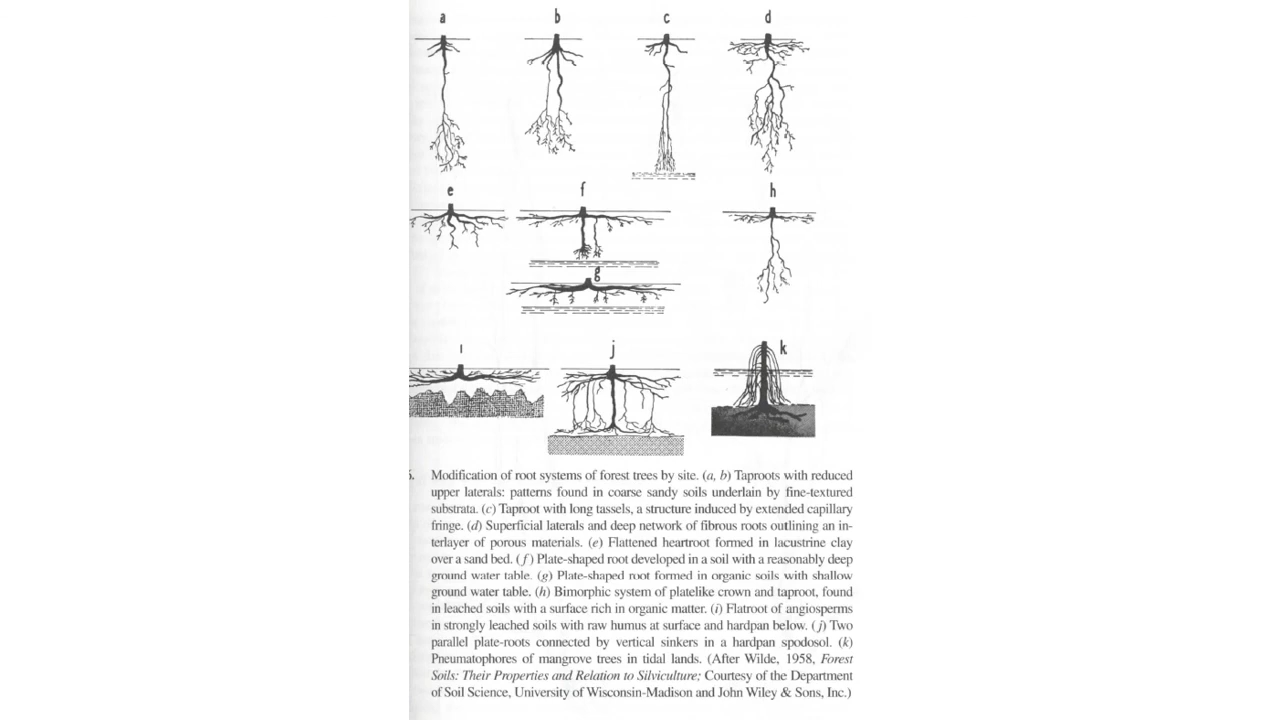 a b c d
e f h
g
i j k
5. Modification of root systems of forest trees by site. (a, b) Taproots with reduced
upper laterals: patterns found in coarse sandy soils underlain by fine-textured
substrata. (c) Taproot with long tassels, a structure induced by extended capillary
fringe. (d) Superficial laterals and deep network of fibrous roots outlining an in-
terlayer of porous materials. (e) Flattened heartroot formed in lacustrine clay
over a sand bed. (f) Plate-shaped root developed in a soil with a reasonably deep
ground water table. (g) Plate-shaped root formed in organic soils with shallow
ground water table. (h) Bimorphic system of platelike crown and taproot, found
in leached soils with a surface rich in organic matter. (i) Flatroot of angiosperms
in strongly leached soils with raw humus at surface and hardpan below. (j) Two
parallel plate-roots connected by vertical sinkers in a hardpan spodosol. (k)
Pneumatophores of mangrove trees in tidal lands. (After Wilde, 1958, Forest
Soils: Their Properties and Relation to Silviculture; Courtesy of the Department
of Soil Science, University of Wisconsin-Madison and John Wiley & Sons, Inc.)